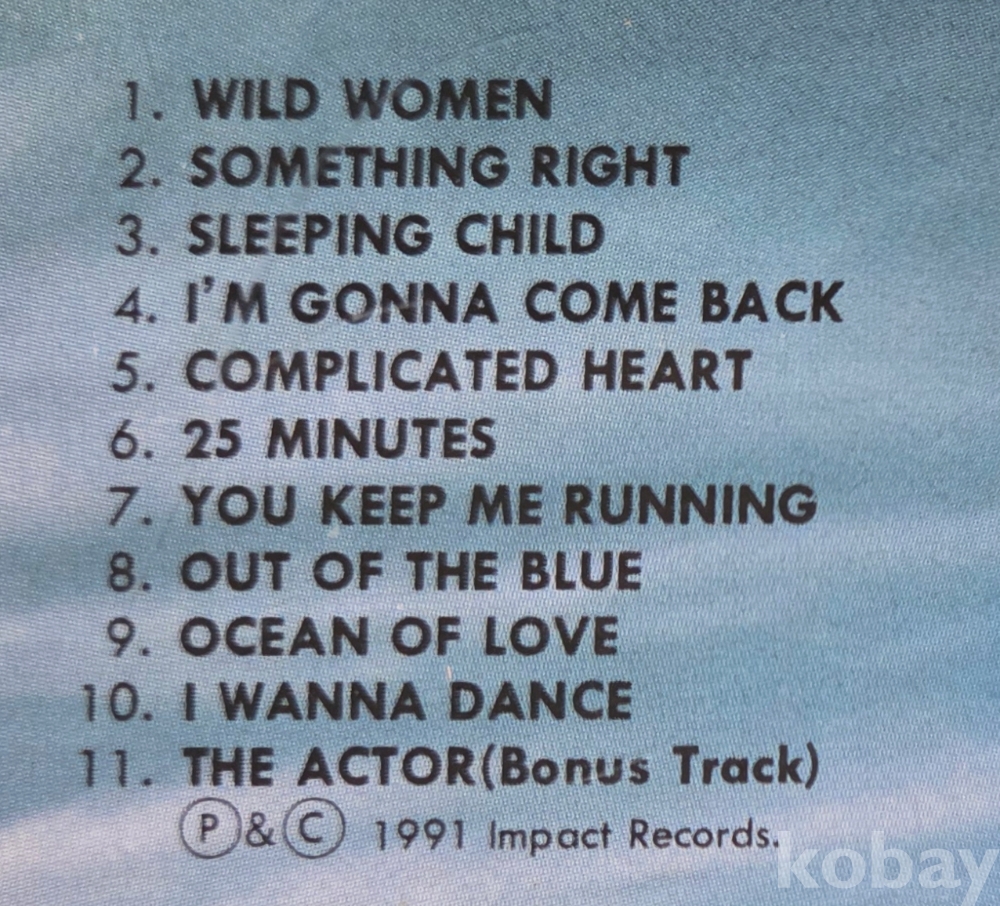 1. WILD WOMEN
2. SOMETHING RIGHT
3. SLEEPING CHILD
4. I'M GONNA COME BACK
5. COMPLICATED HEART
6. 25 MINUTES
7. YOU KEEP ME RUNNING
8. OUT OF THE BLUE
9. OCEAN OF LOVE
10. I WANNA DANCE
11. THE ACTOR(Bonus Track)
Ⓟ&Ⓒ 1991 Impact Records.
kobay